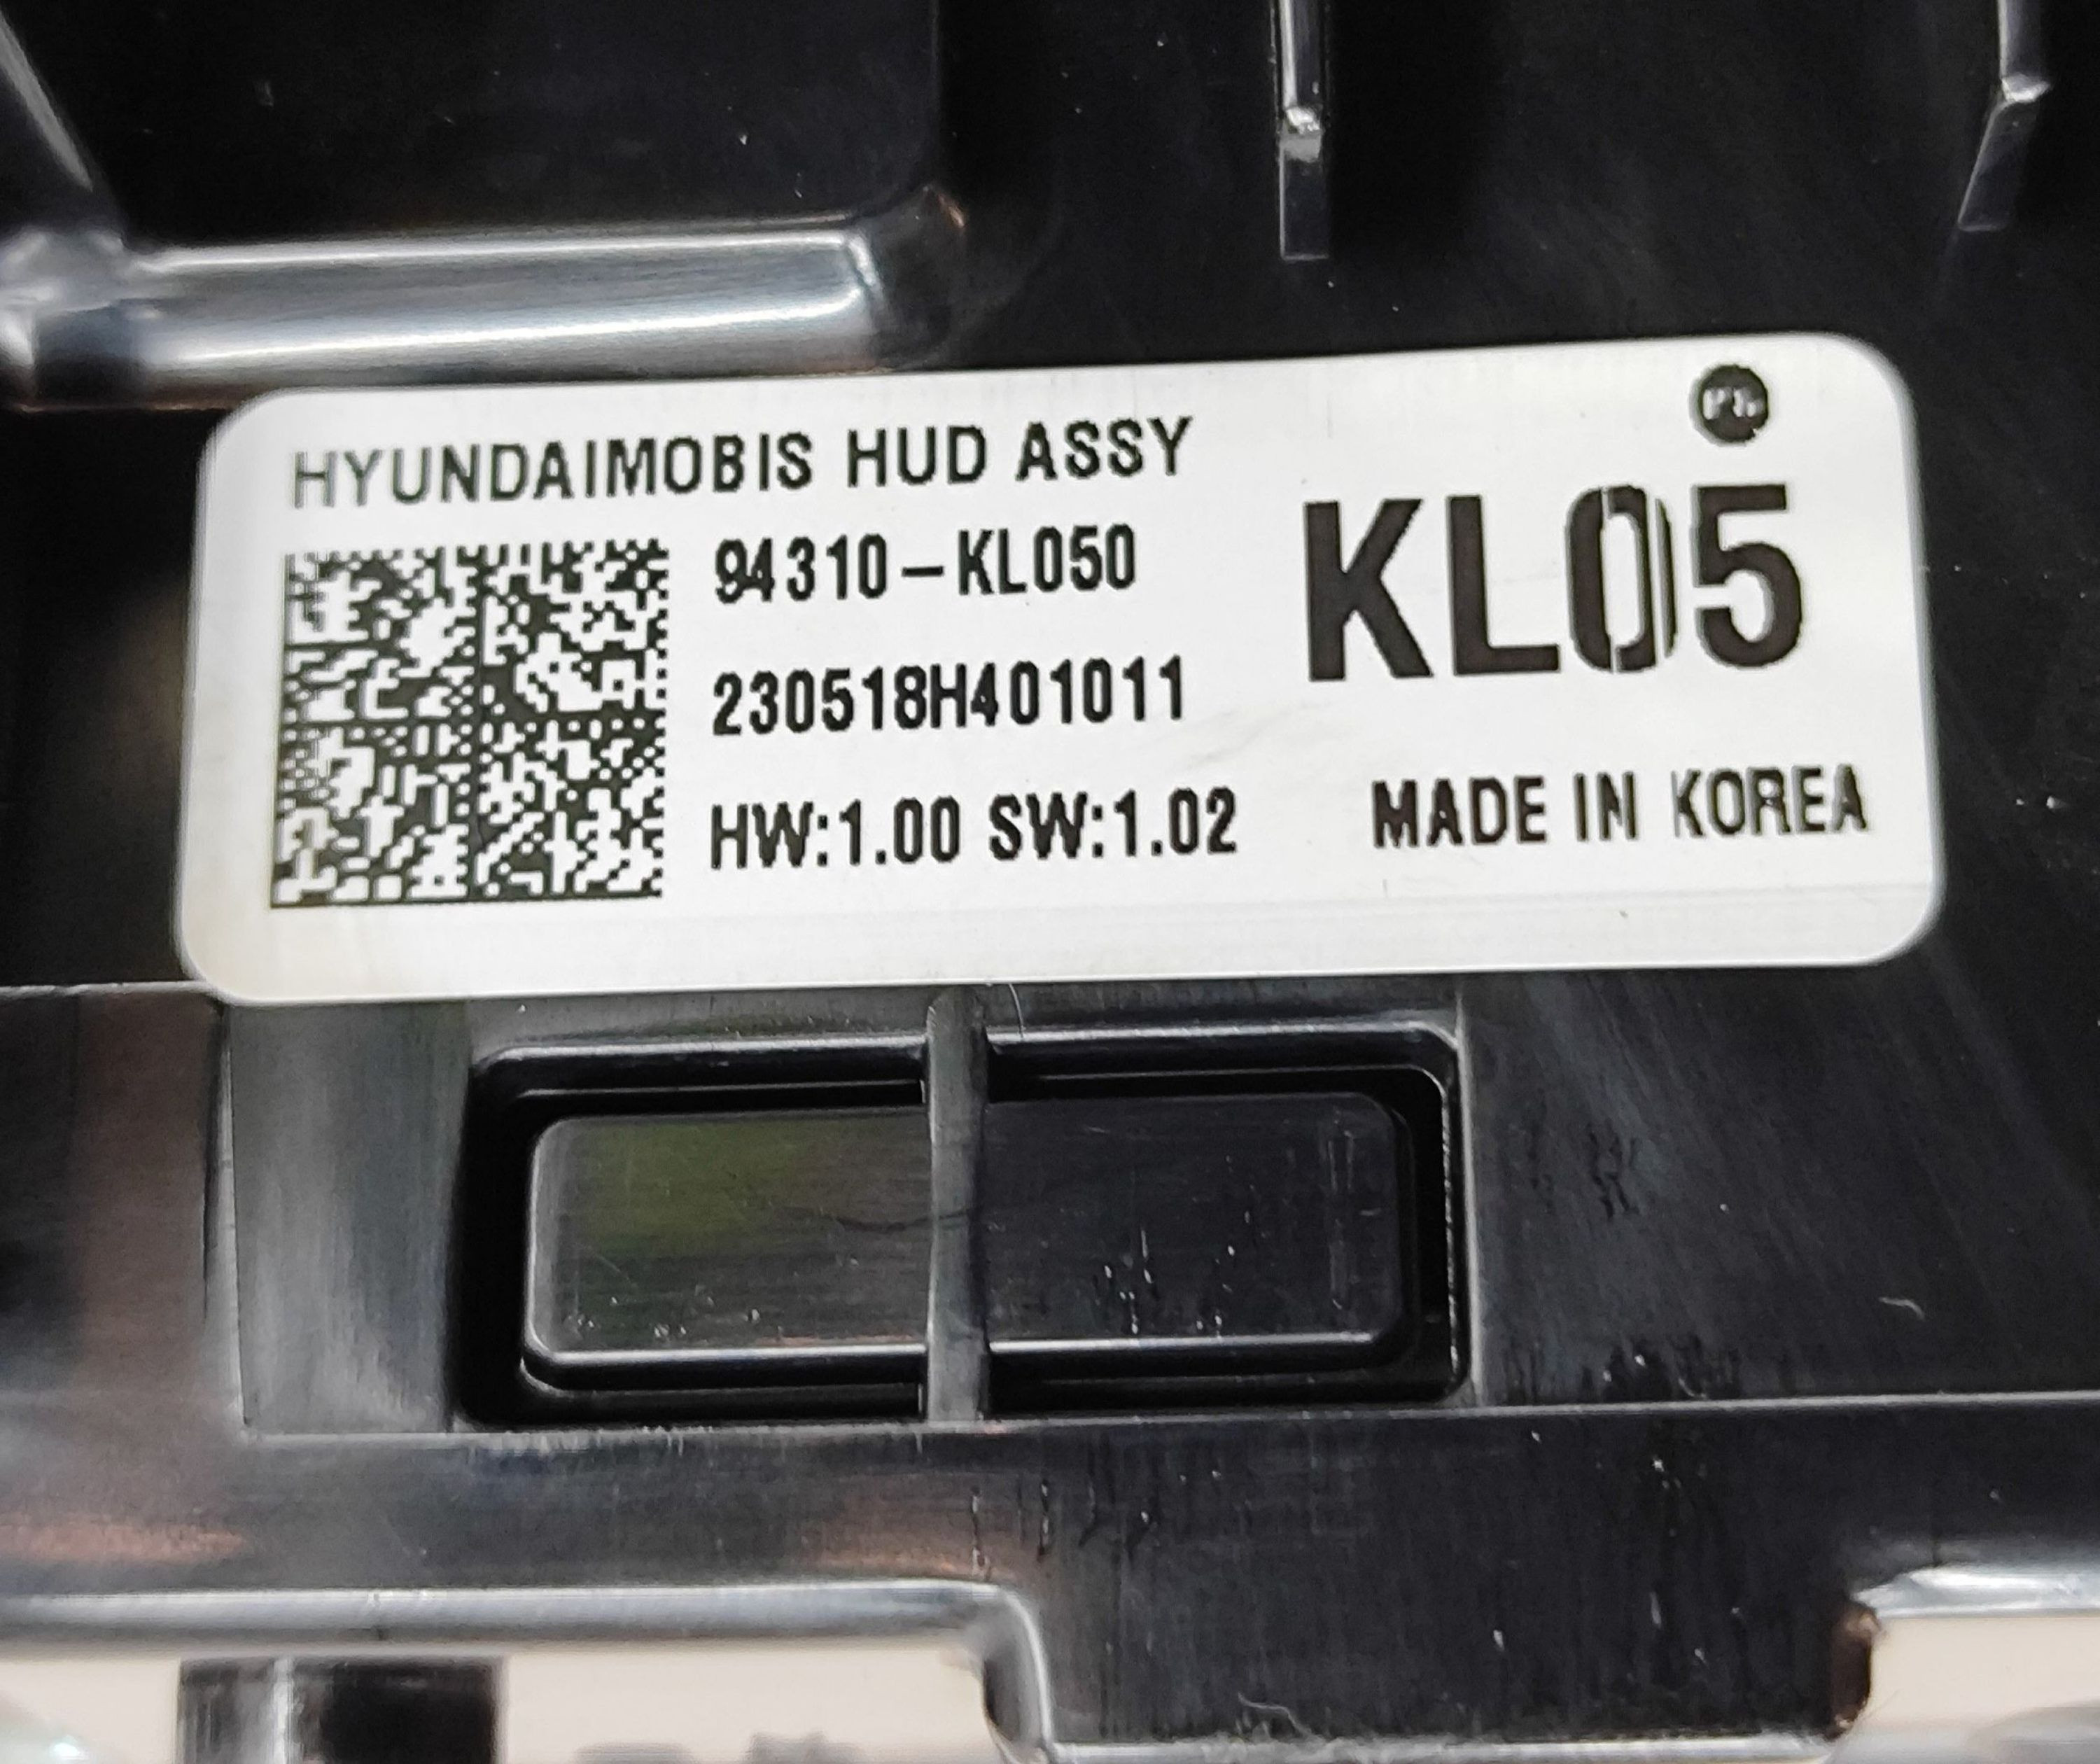 HYUNDAIMOBIS HUD ASSY
94310-KL050
KL05
230518H401011
HW:1.00 SW:1.02
MADE IN KOREA